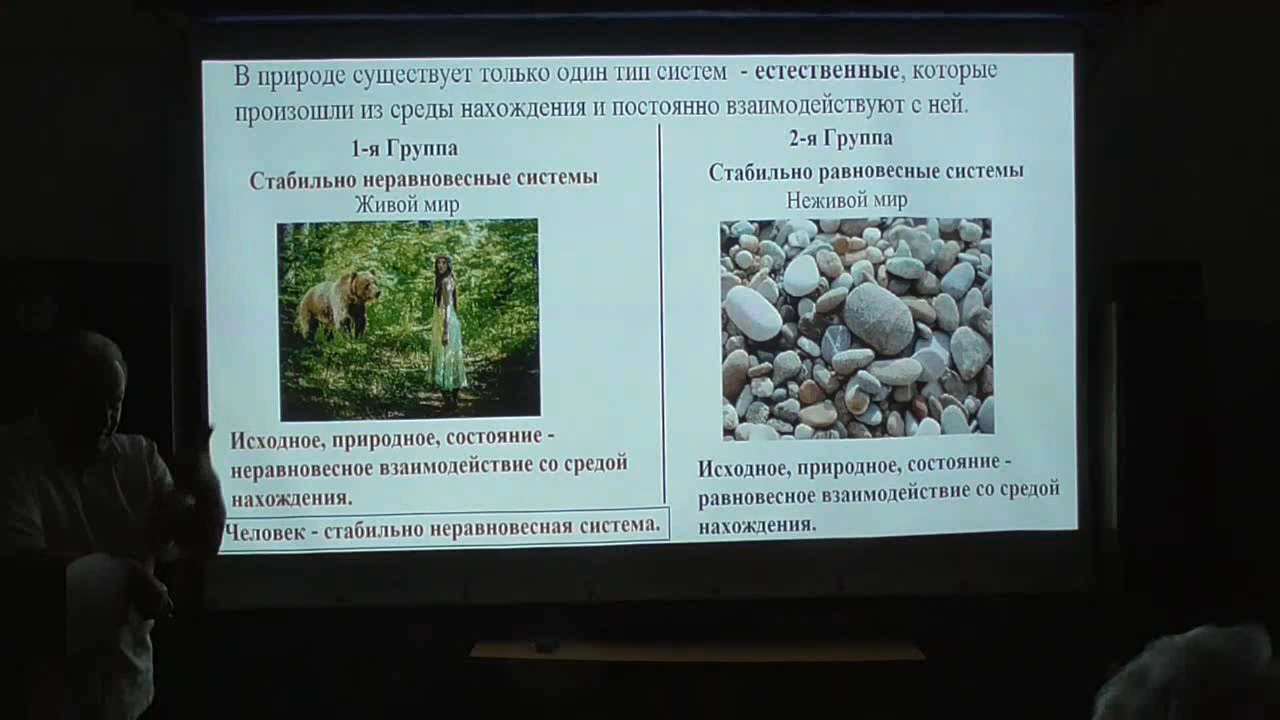 В природе существует только один тип систем - естественные, которые
произошли из среды нахождения и постоянно взаимодействуют с ней.
1-я Группа
Стабильно неравновесные системы
Живой мир
Исходное, природное, состояние -
неравновесное взаимодействие со средой
нахождения.
Человек - стабильно неравновесная система.
2-я Группа
Стабильно равновесные системы
Неживой мир
Исходное, природное, состояние -
равновесное взаимодействие со средой
нахождения.